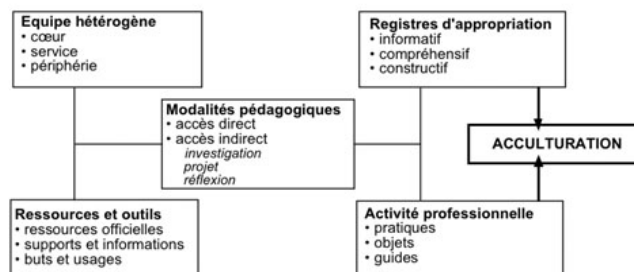 Equipe hétérogène
• cœur
• service
• périphérie
Registres d'appropriation
• informatif
• compréhensif
• constructif
Modalités pédagogiques
• accès direct
• accès indirect
investigation
projet
réflexion
ACCULTURATION
Ressources et outils
• ressources officielles
• supports et informations
• buts et usages
Activité professionnelle
• pratiques
• objets
• guides